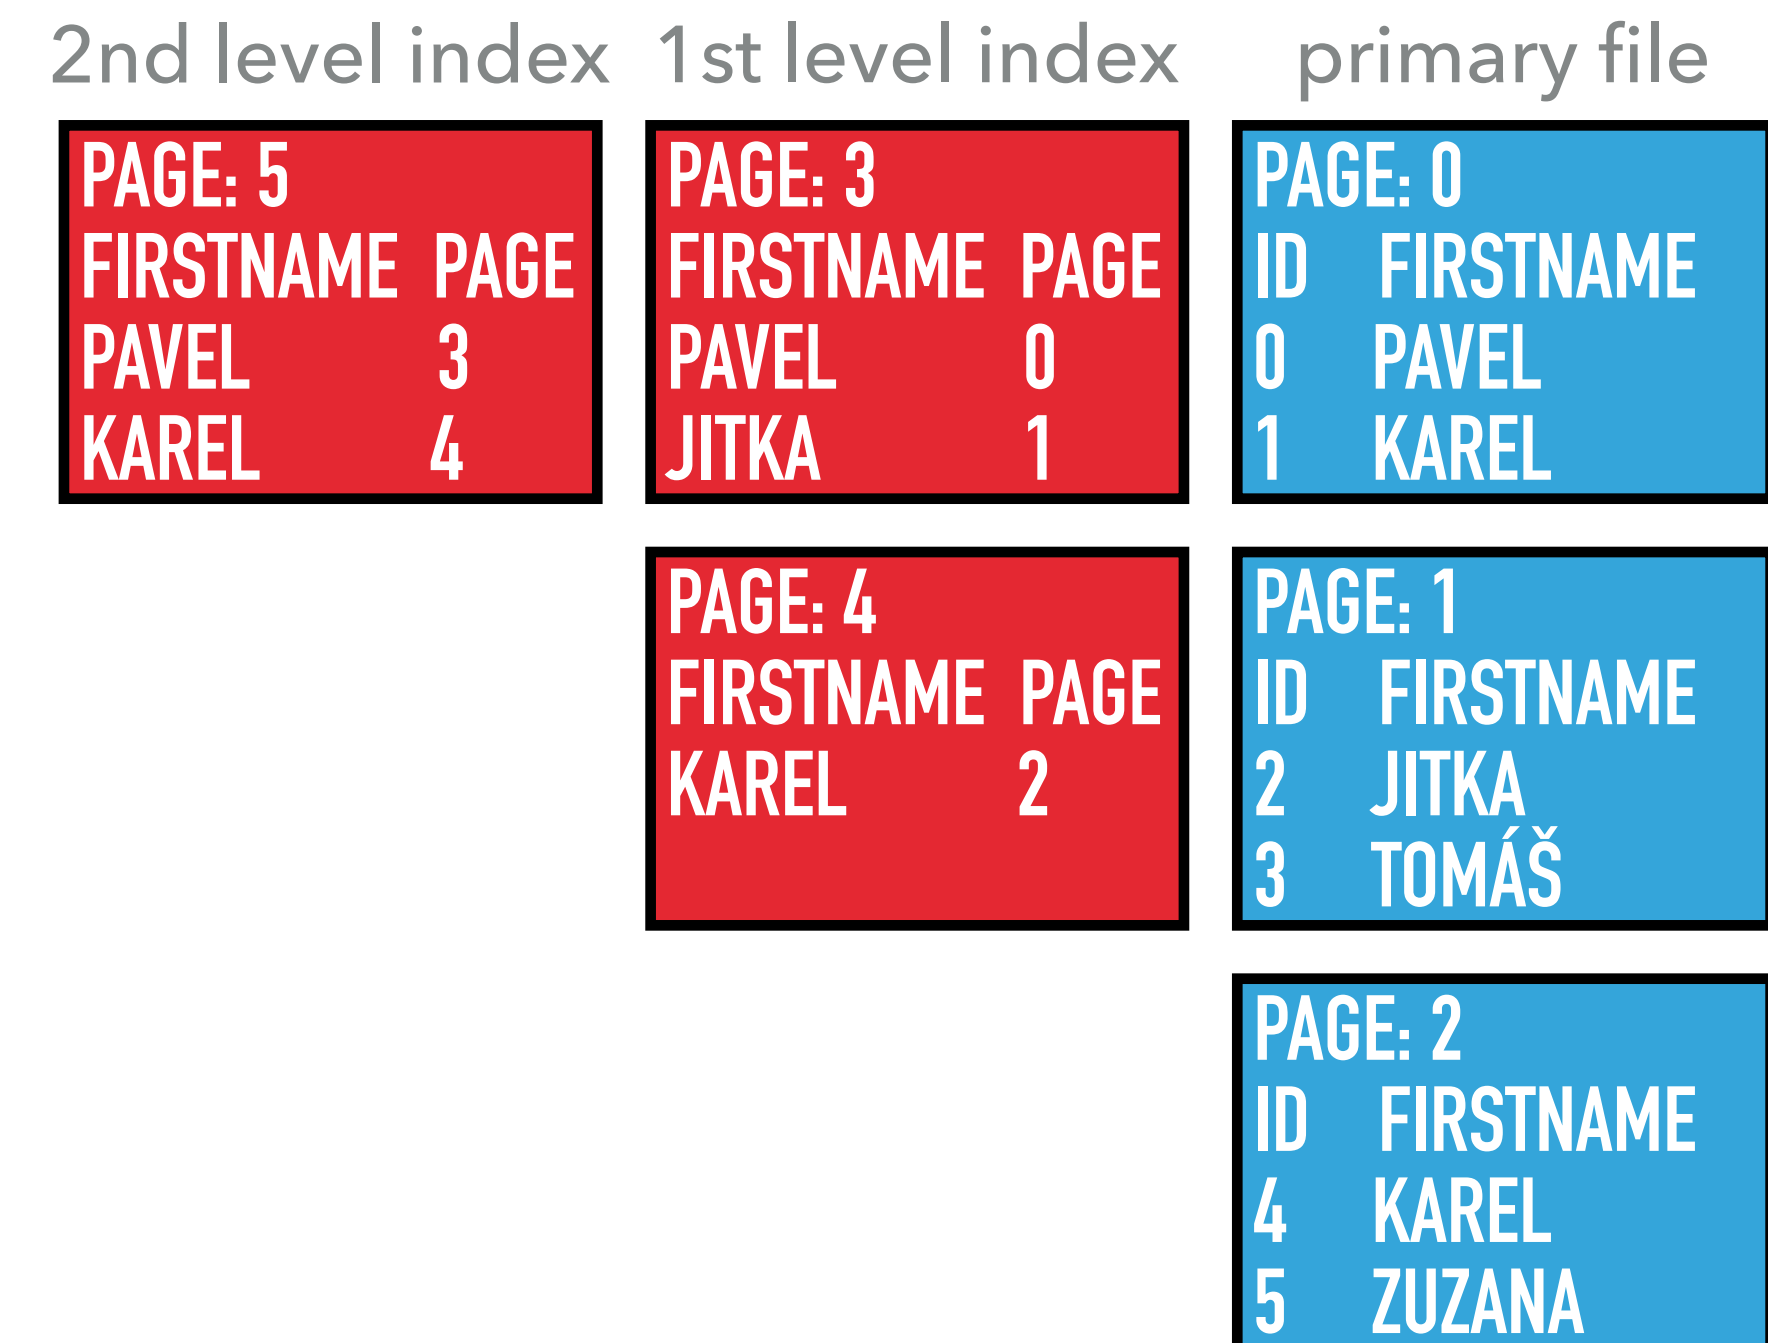 2nd level index
PAGE: 5
FIRSTNAME PAGE
PAVEL 3
KAREL 4
1st level index
PAGE: 3
FIRSTNAME PAGE
PAVEL 0
JITKA 1
PAGE: 4
FIRSTNAME PAGE
KAREL 2
primary file
PAGE: 0
ID FIRSTNAME
0 PAVEL
1 KAREL
PAGE: 1
ID FIRSTNAME
2 JITKA
3 TOMÁŠ
PAGE: 2
ID FIRSTNAME
4 KAREL
5 ZUZANA